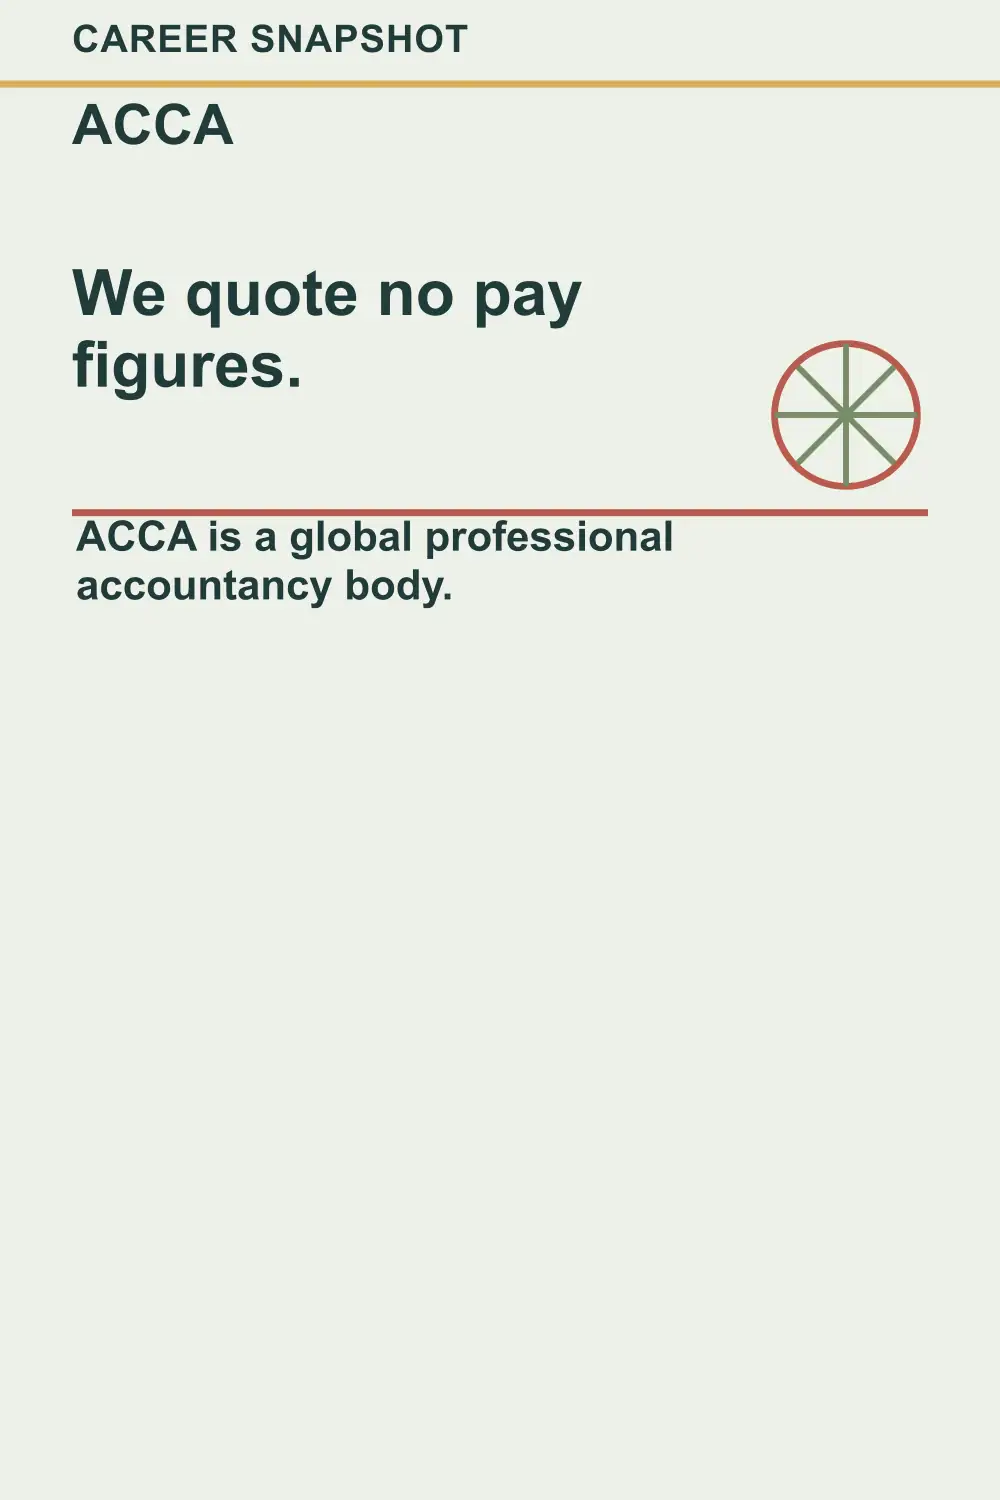 CAREER SNAPSHOT
ACCA
We quote no pay
figures.
ACCA is a global professional
accountancy body.